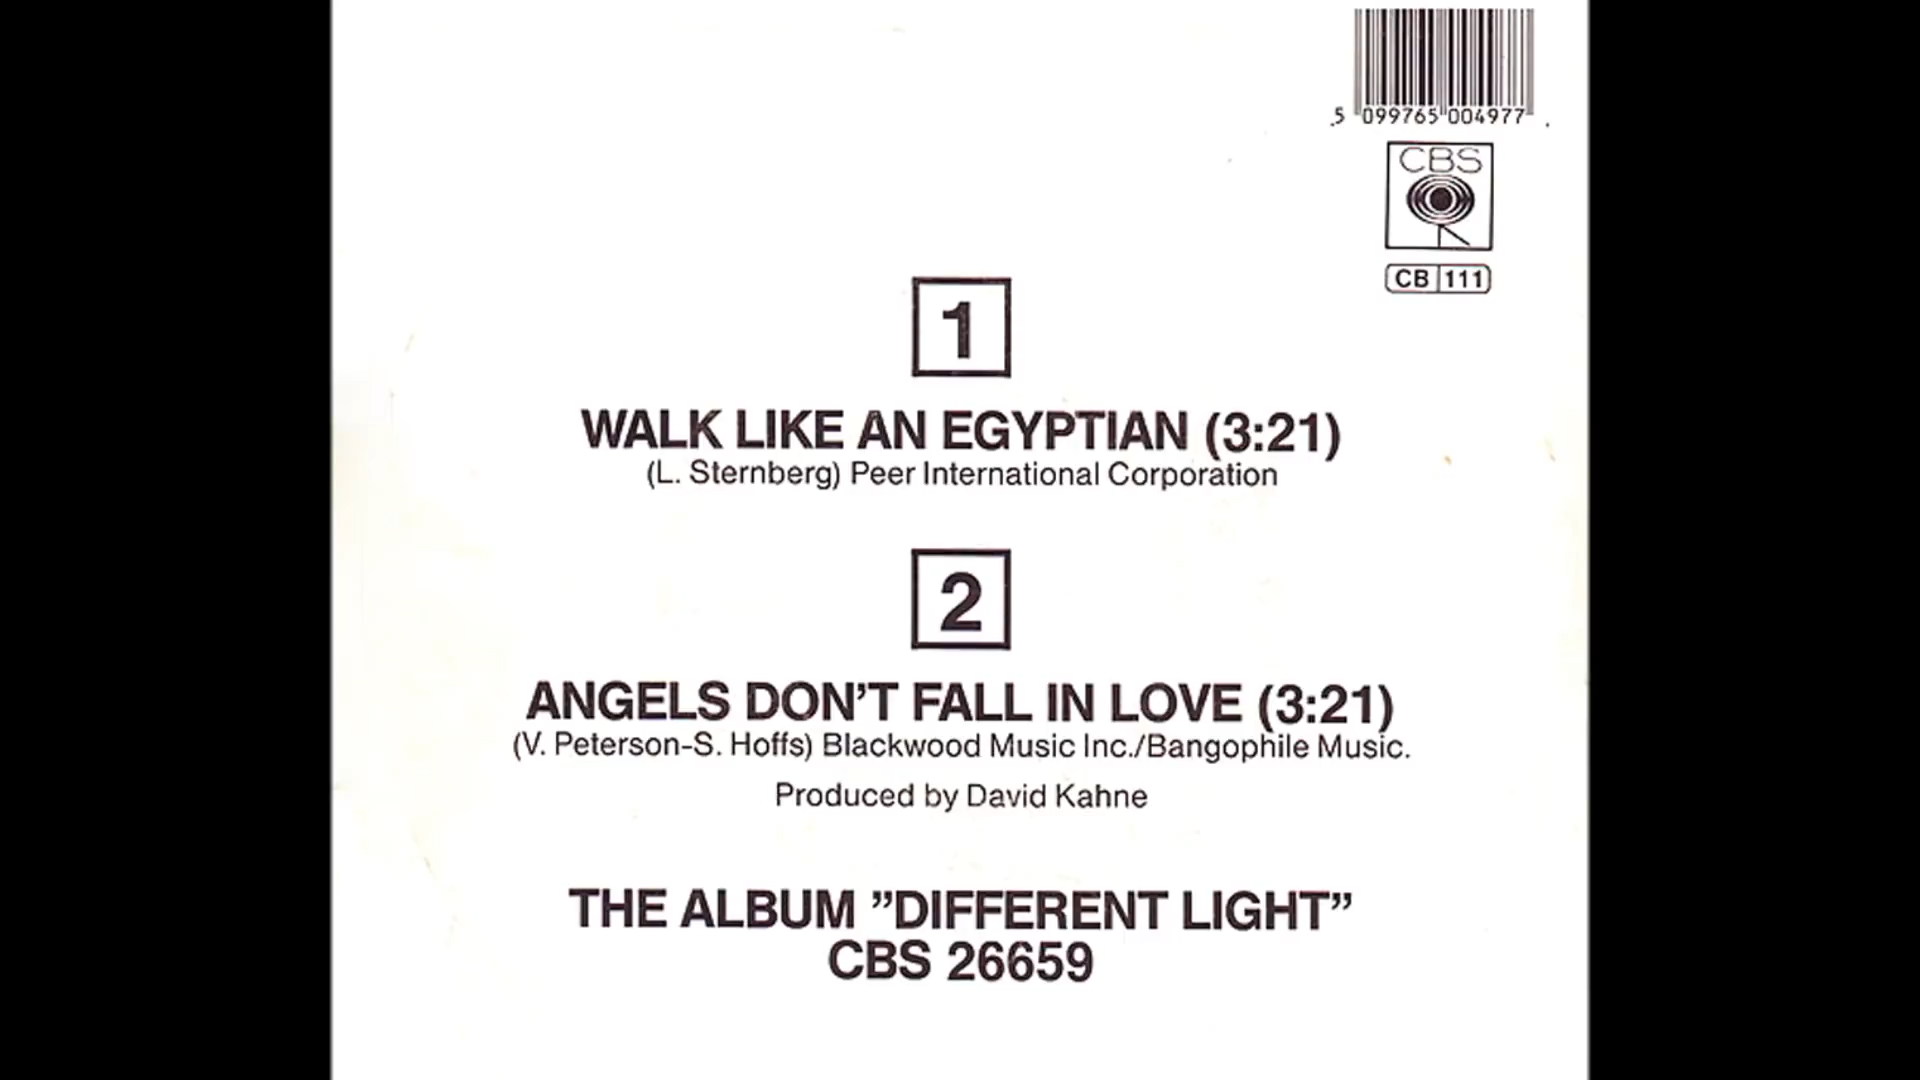 5 099765 004977
CBS
CB 111
1
WALK LIKE AN EGYPTIAN (3:21)
(L. Sternberg) Peer International Corporation
2
ANGELS DON'T FALL IN LOVE (3:21)
(V. Peterson-S. Hoffs) Blackwood Music Inc./Bangophile Music.
Produced by David Kahne
THE ALBUM ”DIFFERENT LIGHT”
CBS 26659